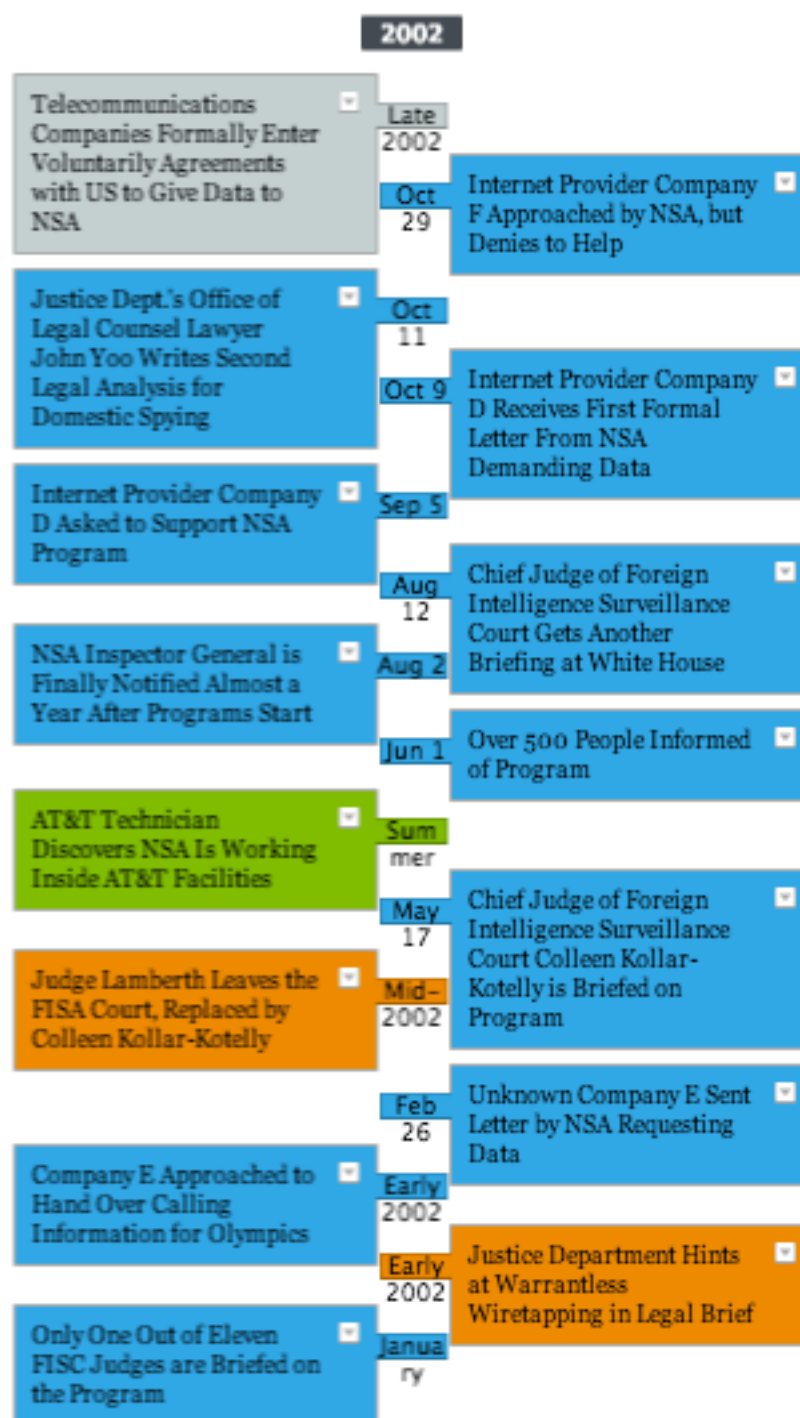 2002
Telecommunications
Companies Formally Enter
Voluntarily Agreements
with US to Give Data to
NSA
Late
2002
Internet Provider Company
F Approached by NSA, but
Denies to Help
Oct
29
Justice Dept.'s Office of
Legal Counsel Lawyer
John Yoo Writes Second
Legal Analysis for
Domestic Spying
Oct
11
Internet Provider Company
D Receives First Formal
Letter From NSA
Demanding Data
Oct 9
Internet Provider Company
D Asked to Support NSA
Program
Sep 5
Chief Judge of Foreign
Intelligence Surveillance
Court Gets Another
Briefing at White House
Aug
12
NSA Inspector General is
Finally Notified Almost a
Year After Programs Start
Aug 2
Over 500 People Informed
of Program
Jun 1
AT&T Technician
Discovers NSA Is Working
Inside AT&T Facilities
Sum
mer
Chief Judge of Foreign
Intelligence Surveillance
Court Colleen Kollar-
Kotelly is Briefed on
Program
May
17
Judge Lamberth Leaves the
FISA Court, Replaced by
Colleen Kollar-Kotelly
Mid-
2002
Unknown Company E Sent
Letter by NSA Requesting
Data
Feb
26
Company E Approached to
Hand Over Calling
Information for Olympics
Early
2002
Justice Department Hints
at Warrantless
Wiretapping in Legal Brief
Early
2002
Only One Out of Eleven
FISC Judges are Briefed on
the Program
Janua
ry